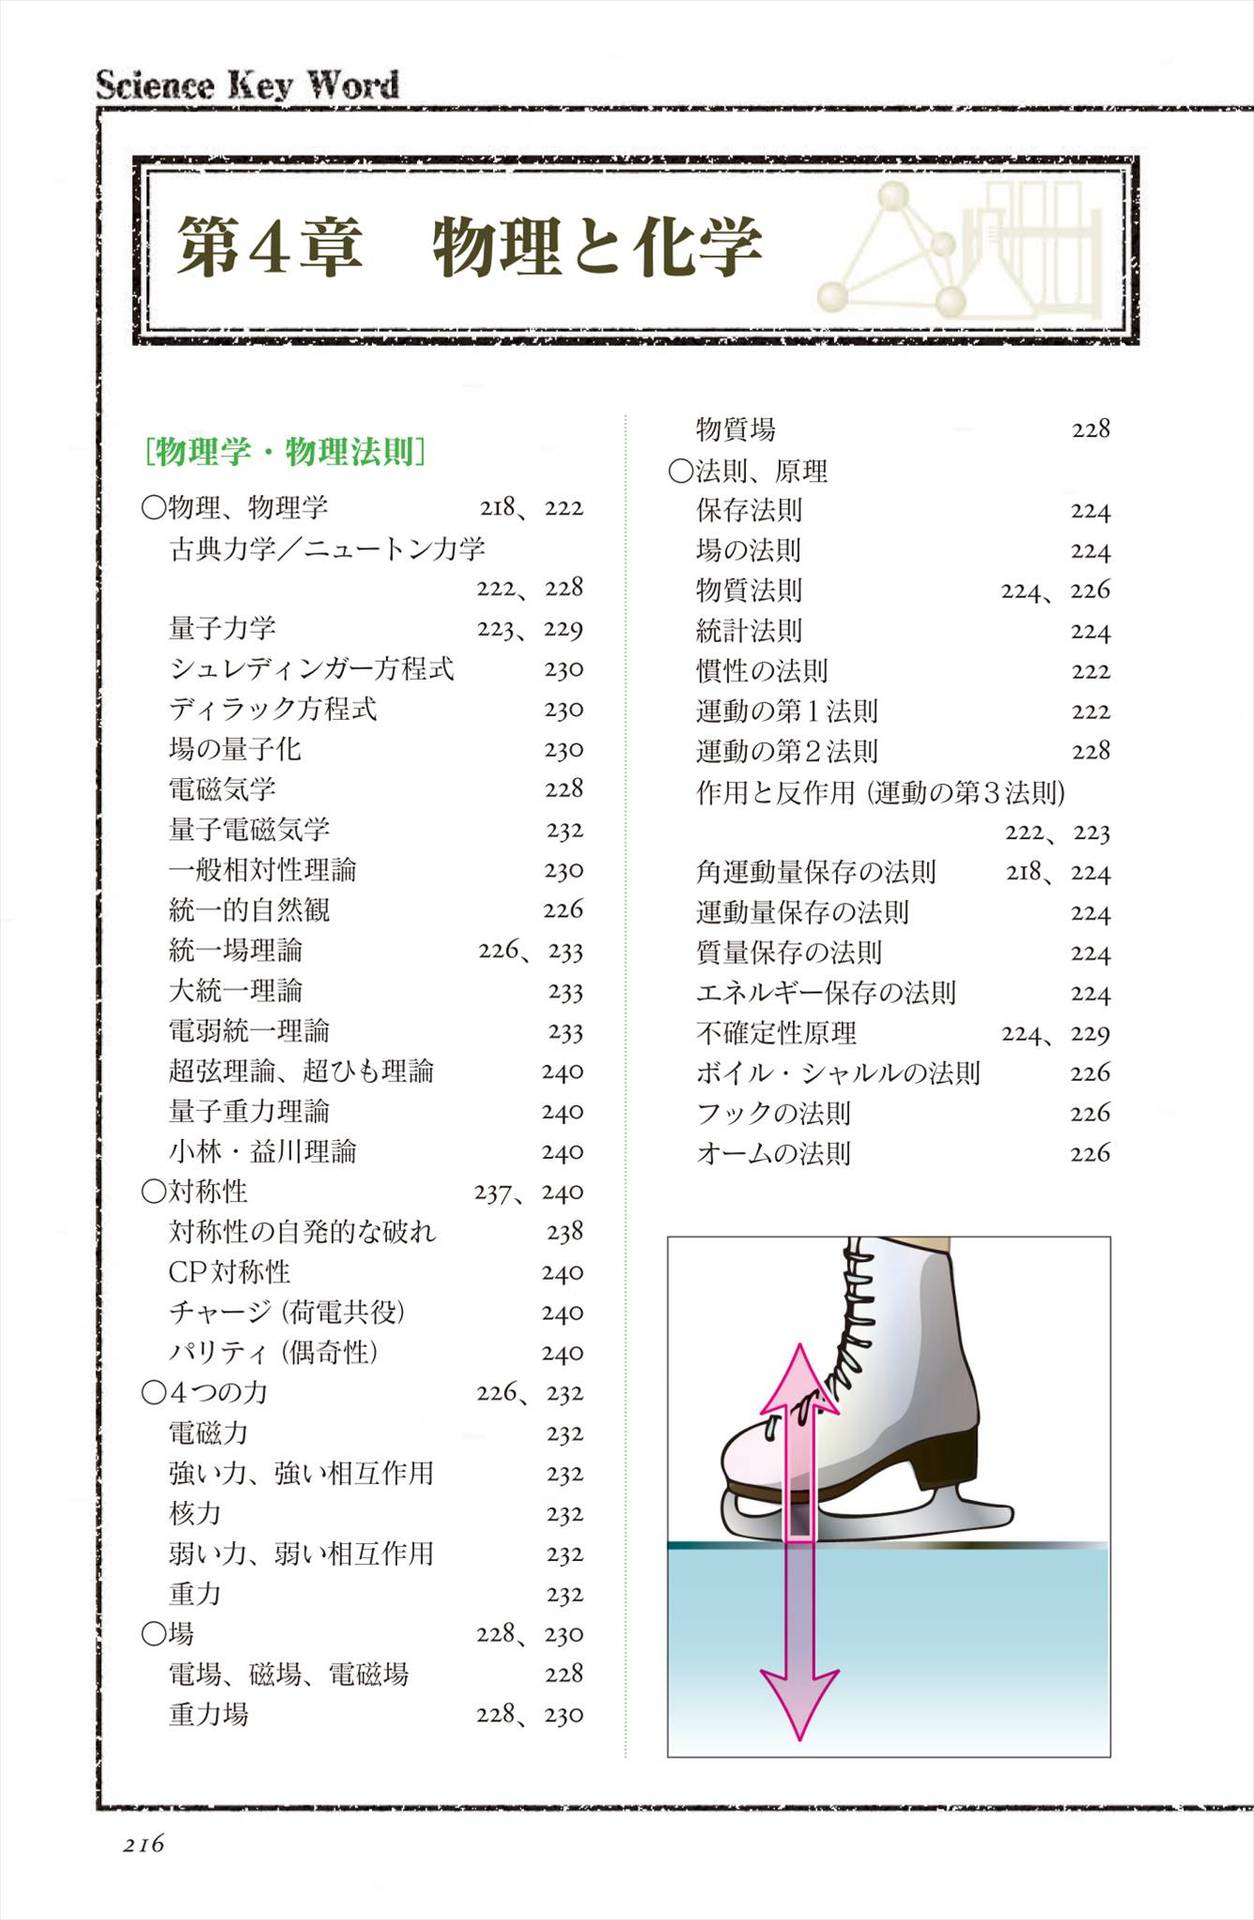 Science Key Word
第4章　物理と化学
[物理学・物理法則]
○物理、物理学 218、222
古典力学／ニュートン力学
222、228
量子力学 223、229
シュレディンガー方程式 230
ディラック方程式 230
場の量子化 230
電磁気学 228
量子電磁気学 232
一般相対性理論 230
統一的自然観 226
統一場理論 226、233
大統一理論 233
電弱統一理論 233
超弦理論、超ひも理論 240
量子重力理論 240
小林・益川理論 240
○対称性 237、240
対称性の自発的な破れ 238
CP対称性 240
チャージ（荷電共役） 240
パリティ（偶奇性） 240
○4つの力 226、232
電磁力 232
強い力、強い相互作用 232
核力 232
弱い力、弱い相互作用 232
重力 232
○場 228、230
電場、磁場、電磁場 228
重力場 228、230
物質場 228
○法則、原理
保存法則 224
場の法則 224
物質法則 224、226
統計法則 224
慣性の法則 222
運動の第1法則 222
運動の第2法則 228
作用と反作用（運動の第3法則）
222、223
角運動量保存の法則 218、224
運動量保存の法則 224
質量保存の法則 224
エネルギー保存の法則 224
不確定性原理 224、229
ボイル・シャルルの法則 226
フックの法則 226
オームの法則 226
216